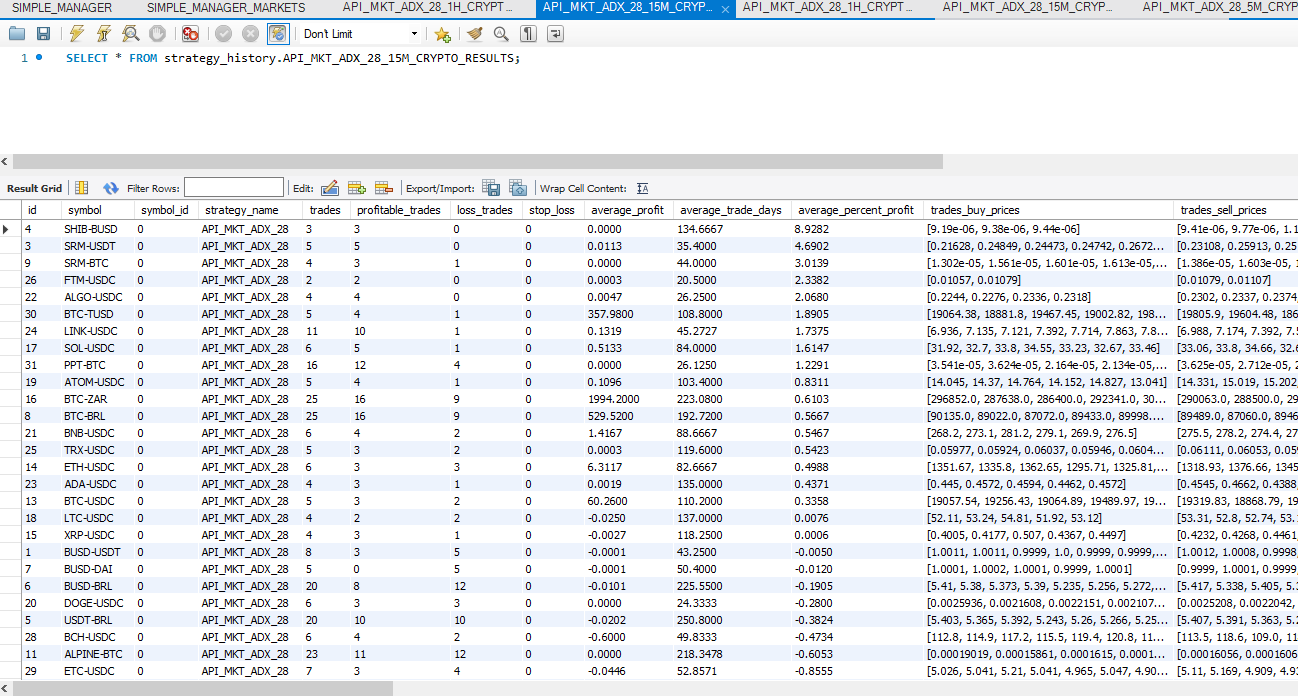 SIMPLE_MANAGER SIMPLE_MANAGER_MARKETS API_MKT_ADX_28_1H_CRYPT... API_MKT_ADX_28_15M_CRYP... API_MKT_ADX_28_1H_CRYP... API_MKT_ADX_28_15M_CRYP... API_MKT_ADX_28_5M_CRYP
Don't Limit
1 SELECT * FROM strategy_history.API_MKT_ADX_28_15M_CRYPTO_RESULTS;
Result Grid Filter Rows: Edit: Export/Import: Wrap Cell Content:
id symbol symbol_id strategy_name trades profitable_trades loss_trades stop_loss average_profit average_trade_days average_percent_profit trades_buy_prices trades_sell_prices
4 SHIB-BUSD 0 API_MKT_ADX_28 3 3 0 0 0.0000 134.6667 8.9282 [9.19e-06, 9.38e-06, 9.44e-06] [9.41e-06, 9.77e-06, 1.1
3 SRM-USDT 0 API_MKT_ADX_28 5 5 0 0 0.0113 35.4000 4.6902 [0.21628, 0.24849, 0.24473, 0.24742, 0.2672... [0.23108, 0.25913, 0.25
9 SRM-BTC 0 API_MKT_ADX_28 4 3 1 0 0.0000 44.0000 3.0139 [1.302e-05, 1.561e-05, 1.601e-05, 1.613e-05,... [1.386e-05, 1.603e-05, 1
26 FTM-USDC 0 API_MKT_ADX_28 2 2 0 0 0.0003 20.5000 2.3382 [0.01057, 0.01079] [0.01079, 0.01107]
22 ALGO-USDC 0 API_MKT_ADX_28 4 4 0 0 0.0047 26.2500 2.0680 [0.2244, 0.2276, 0.2336, 0.2318] [0.2302, 0.2337, 0.2374,
30 BTC-TUSD 0 API_MKT_ADX_28 5 4 1 0 357.9800 108.8000 1.8905 [19064.38, 18881.8, 19467.45, 19002.82, 198... [19805.9, 19604.48, 186
24 LINK-USDC 0 API_MKT_ADX_28 11 10 1 0 0.1319 45.2727 1.7375 [6.936, 7.135, 7.121, 7.392, 7.714, 7.863, 7.8... [6.988, 7.174, 7.392, 7.5
17 SOL-USDC 0 API_MKT_ADX_28 6 5 1 0 0.5133 84.0000 1.6147 [31.92, 32.7, 33.8, 34.55, 33.23, 32.67, 33.46] [33.06, 33.8, 34.66, 32.6
31 PPT-BTC 0 API_MKT_ADX_28 16 12 4 0 0.0000 26.1250 1.2291 [3.541e-05, 3.624e-05, 2.164e-05, 2.134e-05,... [3.625e-05, 2.712e-05, 2
19 ATOM-USDC 0 API_MKT_ADX_28 5 4 1 0 0.1096 103.4000 0.8311 [14.045, 14.37, 14.764, 14.152, 14.827, 13.041] [14.331, 15.019, 15.202,
16 BTC-ZAR 0 API_MKT_ADX_28 25 16 9 0 1994.2000 223.0800 0.6103 [296852.0, 287638.0, 286400.0, 292341.0, 30... [290063.0, 288500.0, 29
8 BTC-BRL 0 API_MKT_ADX_28 25 16 9 0 529.5200 192.7200 0.5667 [90135.0, 89022.0, 87072.0, 89433.0, 89998.... [89489.0, 87060.0, 8946
21 BNB-USDC 0 API_MKT_ADX_28 6 4 2 0 1.4167 88.6667 0.5467 [268.2, 273.1, 281.2, 279.1, 269.9, 276.5] [275.5, 278.2, 274.4, 27
25 TRX-USDC 0 API_MKT_ADX_28 5 3 2 0 0.0003 119.6000 0.5423 [0.05977, 0.05924, 0.06037, 0.05946, 0.0604... [0.06111, 0.06053, 0.059
14 ETH-USDC 0 API_MKT_ADX_28 6 3 3 0 6.3117 82.6667 0.4988 [1351.67, 1335.8, 1362.65, 1295.71, 1325.81,... [1318.93, 1376.66, 1345
23 ADA-USDC 0 API_MKT_ADX_28 4 3 1 0 0.0019 135.0000 0.4371 [0.445, 0.4572, 0.4594, 0.4462, 0.4572] [0.4545, 0.4662, 0.4388,
13 BTC-USDC 0 API_MKT_ADX_28 5 3 2 0 60.2600 110.2000 0.3358 [19057.54, 19256.43, 19064.89, 19489.97, 19... [19319.83, 18868.79, 19
18 LTC-USDC 0 API_MKT_ADX_28 4 2 2 0 -0.0250 137.0000 0.0076 [52.11, 53.24, 54.81, 51.92, 53.12] [53.31, 52.8, 52.74, 53.1
15 XRP-USDC 0 API_MKT_ADX_28 4 3 1 0 -0.0027 118.2500 0.0006 [0.4005, 0.4177, 0.507, 0.4367, 0.4497] [0.4232, 0.4268, 0.4461,
1 BUSD-USDT 0 API_MKT_ADX_28 8 3 5 0 -0.0001 43.2500 -0.0050 [1.0011, 1.0011, 0.9999, 1.0, 0.9999, 0.9999,... [1.0012, 1.0008, 0.9998,
7 BUSD-DAI 0 API_MKT_ADX_28 5 0 5 0 -0.0001 50.4000 -0.0120 [1.0001, 1.0002, 1.0001, 0.9999, 1.0001] [0.9999, 1.0001, 0.9999,
6 BUSD-BRL 0 API_MKT_ADX_28 20 8 12 0 -0.0101 225.5500 -0.1905 [5.41, 5.38, 5.373, 5.39, 5.235, 5.256, 5.272,... [5.417, 5.338, 5.405, 5.3
20 DOGE-USDC 0 API_MKT_ADX_28 6 3 3 0 0.0000 24.3333 -0.2800 [0.0025936, 0.0021608, 0.0022151, 0.002107... [0.0025208, 0.0022042,
5 USDT-BRL 0 API_MKT_ADX_28 20 10 10 0 -0.0202 250.8000 -0.3824 [5.403, 5.365, 5.392, 5.243, 5.26, 5.266, 5.25... [5.407, 5.391, 5.363, 5.2
28 BCH-USDC 0 API_MKT_ADX_28 6 4 2 0 -0.6000 49.8333 -0.4734 [112.8, 114.9, 117.2, 115.5, 119.4, 120.8, 11... [113.5, 118.6, 109.0, 11
11 ALPINE-BTC 0 API_MKT_ADX_28 23 11 12 0 0.0000 218.3478 -0.6053 [0.00019019, 0.00015861, 0.0001615, 0.0001... [0.00016056, 0.0001606
29 ETC-USDC 0 API_MKT_ADX_28 7 3 4 0 -0.0446 52.8571 -0.8555 [5.026, 5.041, 5.21, 5.041, 4.965, 5.047, 4.90... [5.11, 5.169, 4.909, 4.93